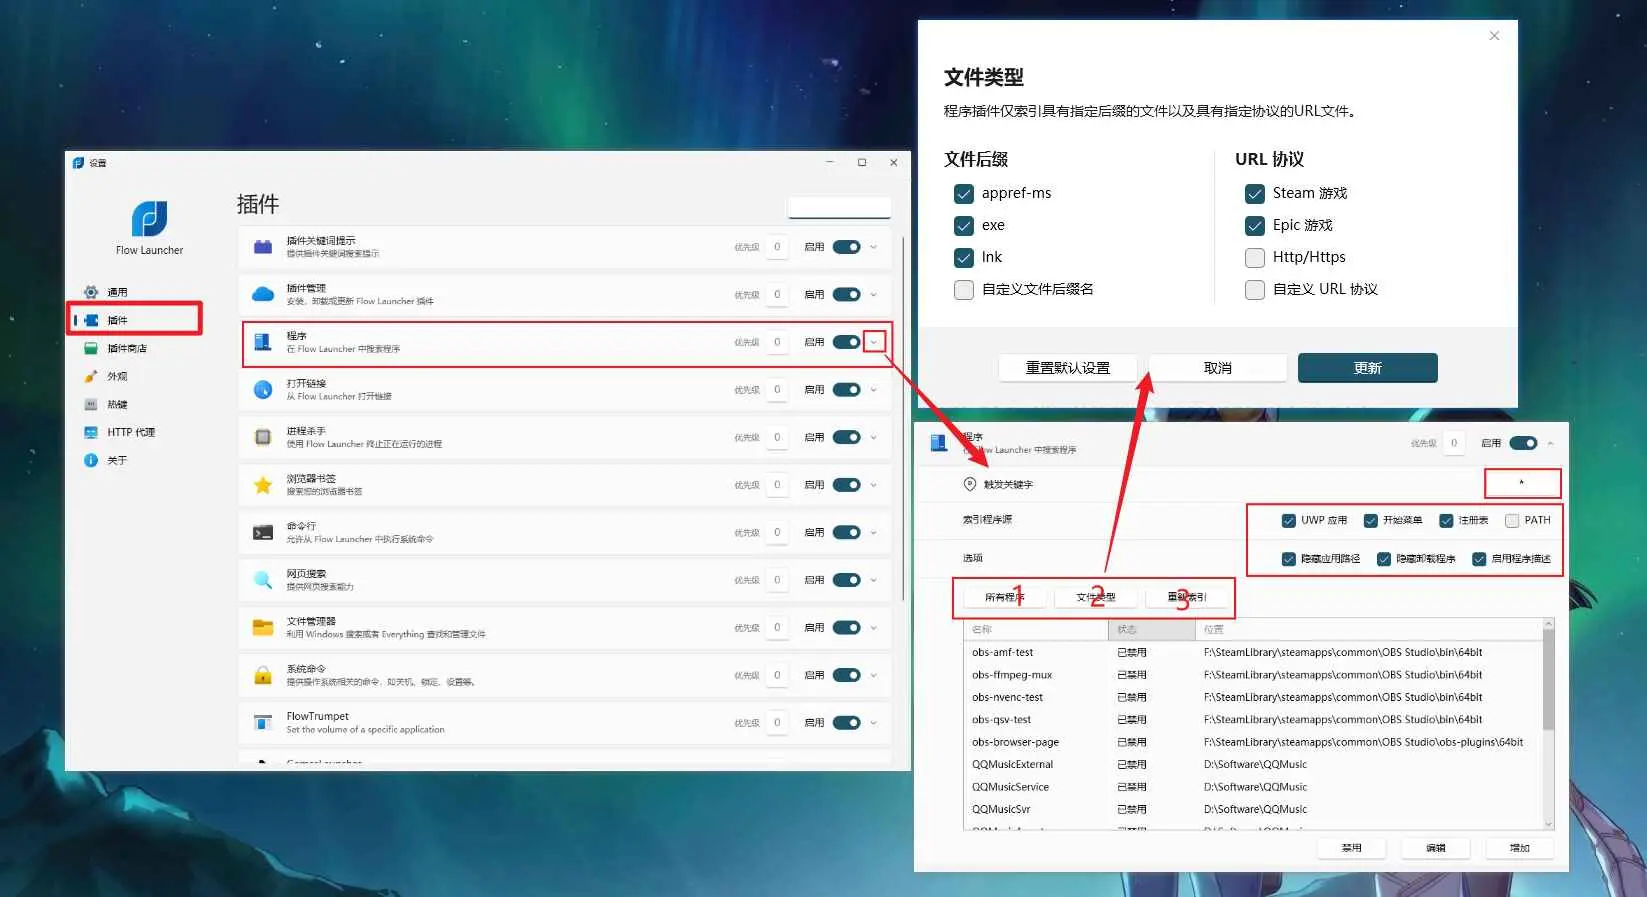 设置
Flow Launcher
通用
插件
插件商店
外观
热键
HTTP 代理
关于
插件
插件关键词提示
提供插件关键词搜索提示
优先级 0 启用
插件管理
安装、卸载或更新 Flow Launcher 插件
优先级 0 启用
程序
在 Flow Launcher 中搜索程序
优先级 0 启用
打开链接
从 Flow Launcher 打开链接
优先级 0 启用
进程杀手
使用 Flow Launcher 终止正在运行的进程
优先级 0 启用
浏览器书签
搜索您的浏览器书签
优先级 0 启用
命令行
允许从 Flow Launcher 中执行系统命令
优先级 0 启用
网页搜索
提供网页搜索能力
优先级 0 启用
文件管理器
利用 Windows 搜索或者 Everything 查找和管理文件
优先级 0 启用
系统命令
提供操作系统相关的命令，如关机、锁定、设置等。
优先级 0 启用
FlowTrumpet
Set the volume of a specific application
优先级 0 启用
文件类型
程序插件仅索引具有指定后缀的文件以及具有指定协议的URL文件。
文件后缀
appref-ms
exe
lnk
自定义文件后缀名
URL 协议
Steam 游戏
Epic 游戏
Http/Https
自定义 URL 协议
重置默认设置 取消 更新
程序
Flow Launcher 中搜索程序
优先级 0 启用
触发关键字 *
索引程序源 UWP 应用 开始菜单 注册表 PATH
选项 隐藏应用路径 隐藏卸载程序 启用程序描述
所有程序 文件类型 重新索引
1 2 3
名称 状态 位置
obs-amf-test 已禁用 F:\SteamLibrary\steamapps\common\OBS Studio\bin\64bit
obs-ffmpeg-mux 已禁用 F:\SteamLibrary\steamapps\common\OBS Studio\bin\64bit
obs-nvenc-test 已禁用 F:\SteamLibrary\steamapps\common\OBS Studio\bin\64bit
obs-qsv-test 已禁用 F:\SteamLibrary\steamapps\common\OBS Studio\bin\64bit
obs-browser-page 已禁用 F:\SteamLibrary\steamapps\common\OBS Studio\obs-plugins\64bit
QQMusicExternal 已禁用 D:\Software\QQMusic
QQMusicService 已禁用 D:\Software\QQMusic
QQMusicSvr 已禁用 D:\Software\QQMusic
禁用 编辑 增加